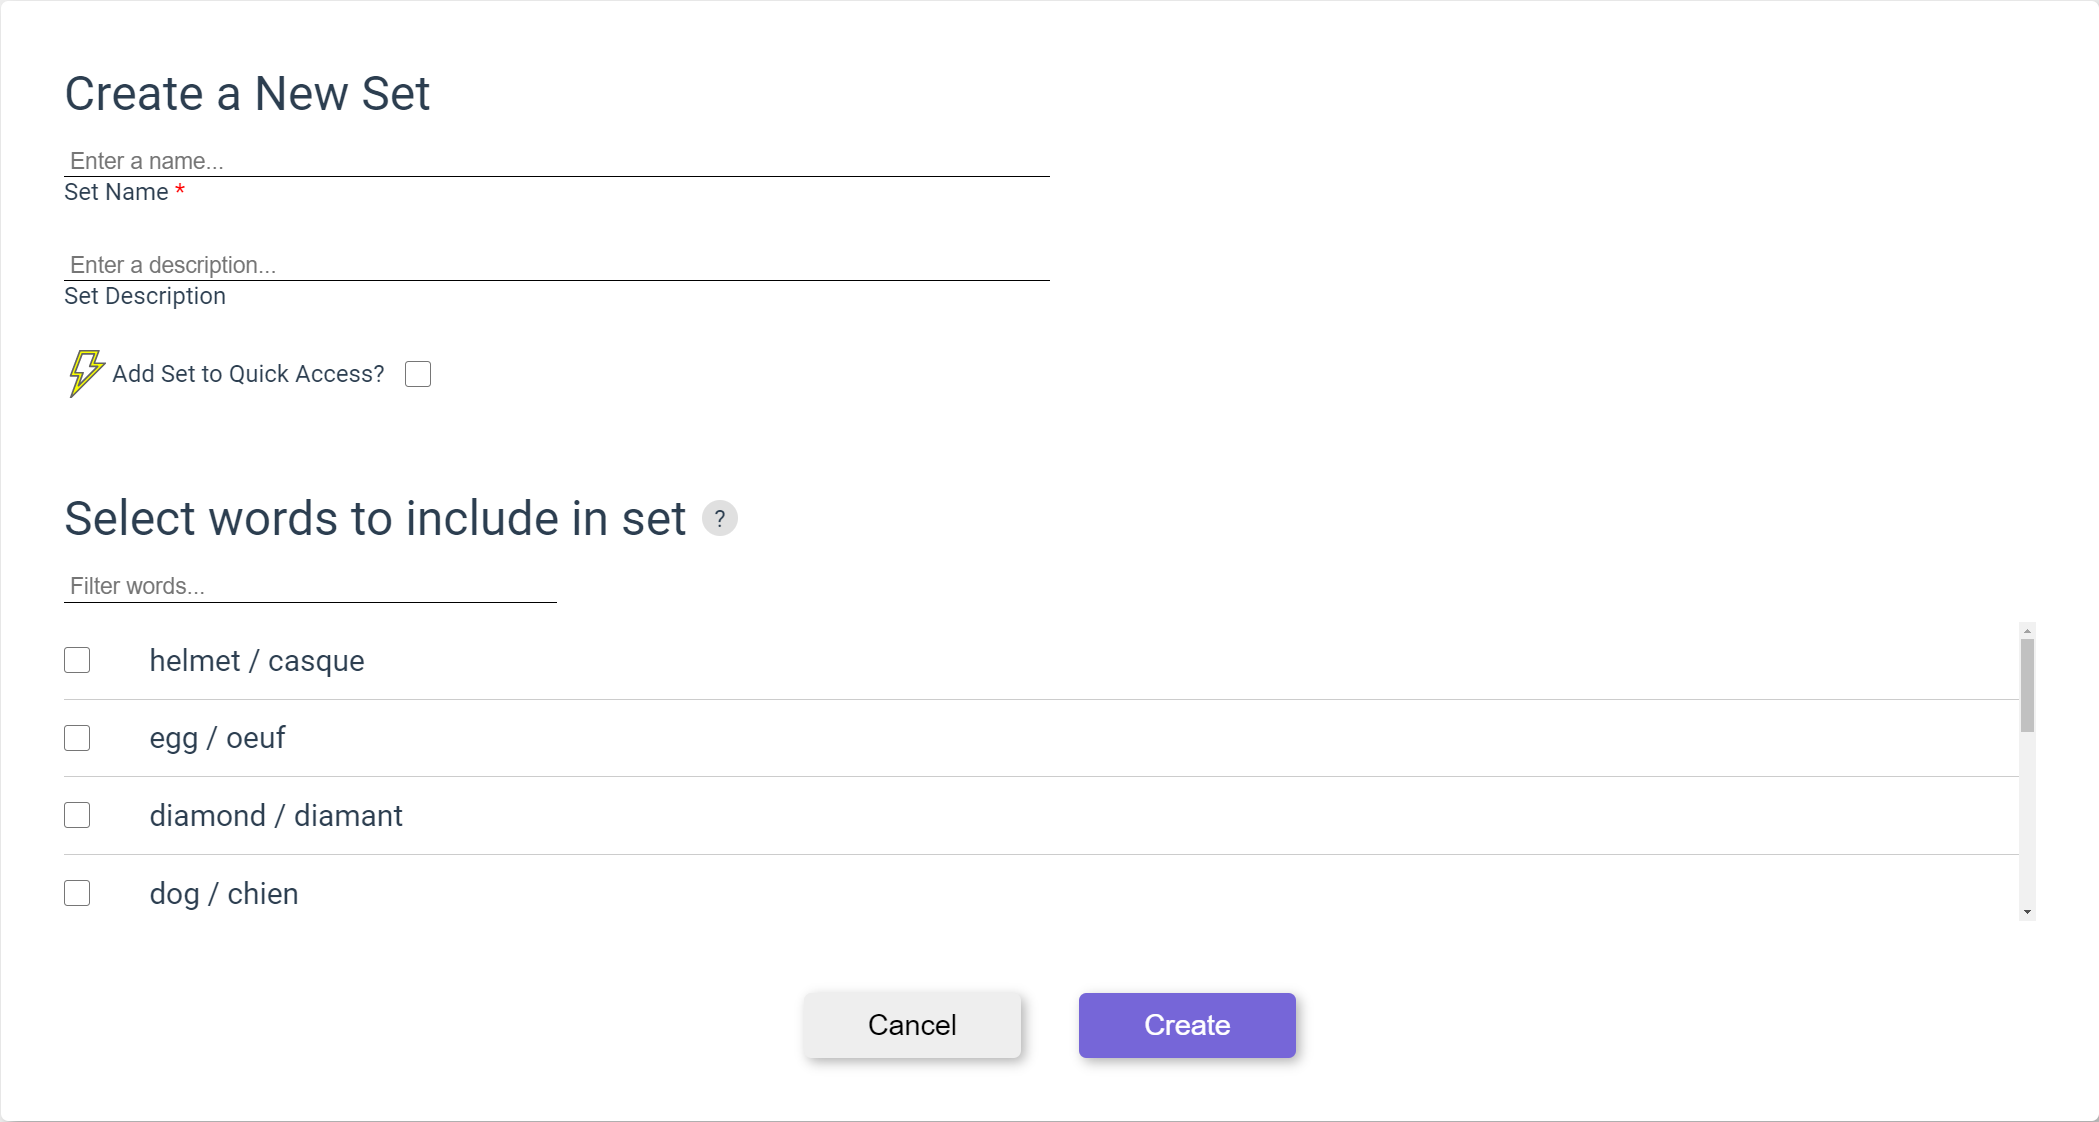 Create a New Set
Enter a name...
Set Name *
Enter a description...
Set Description
Add Set to Quick Access?
Select words to include in set ?
Filter words...
helmet / casque
egg / oeuf
diamond / diamant
dog / chien
Cancel Create